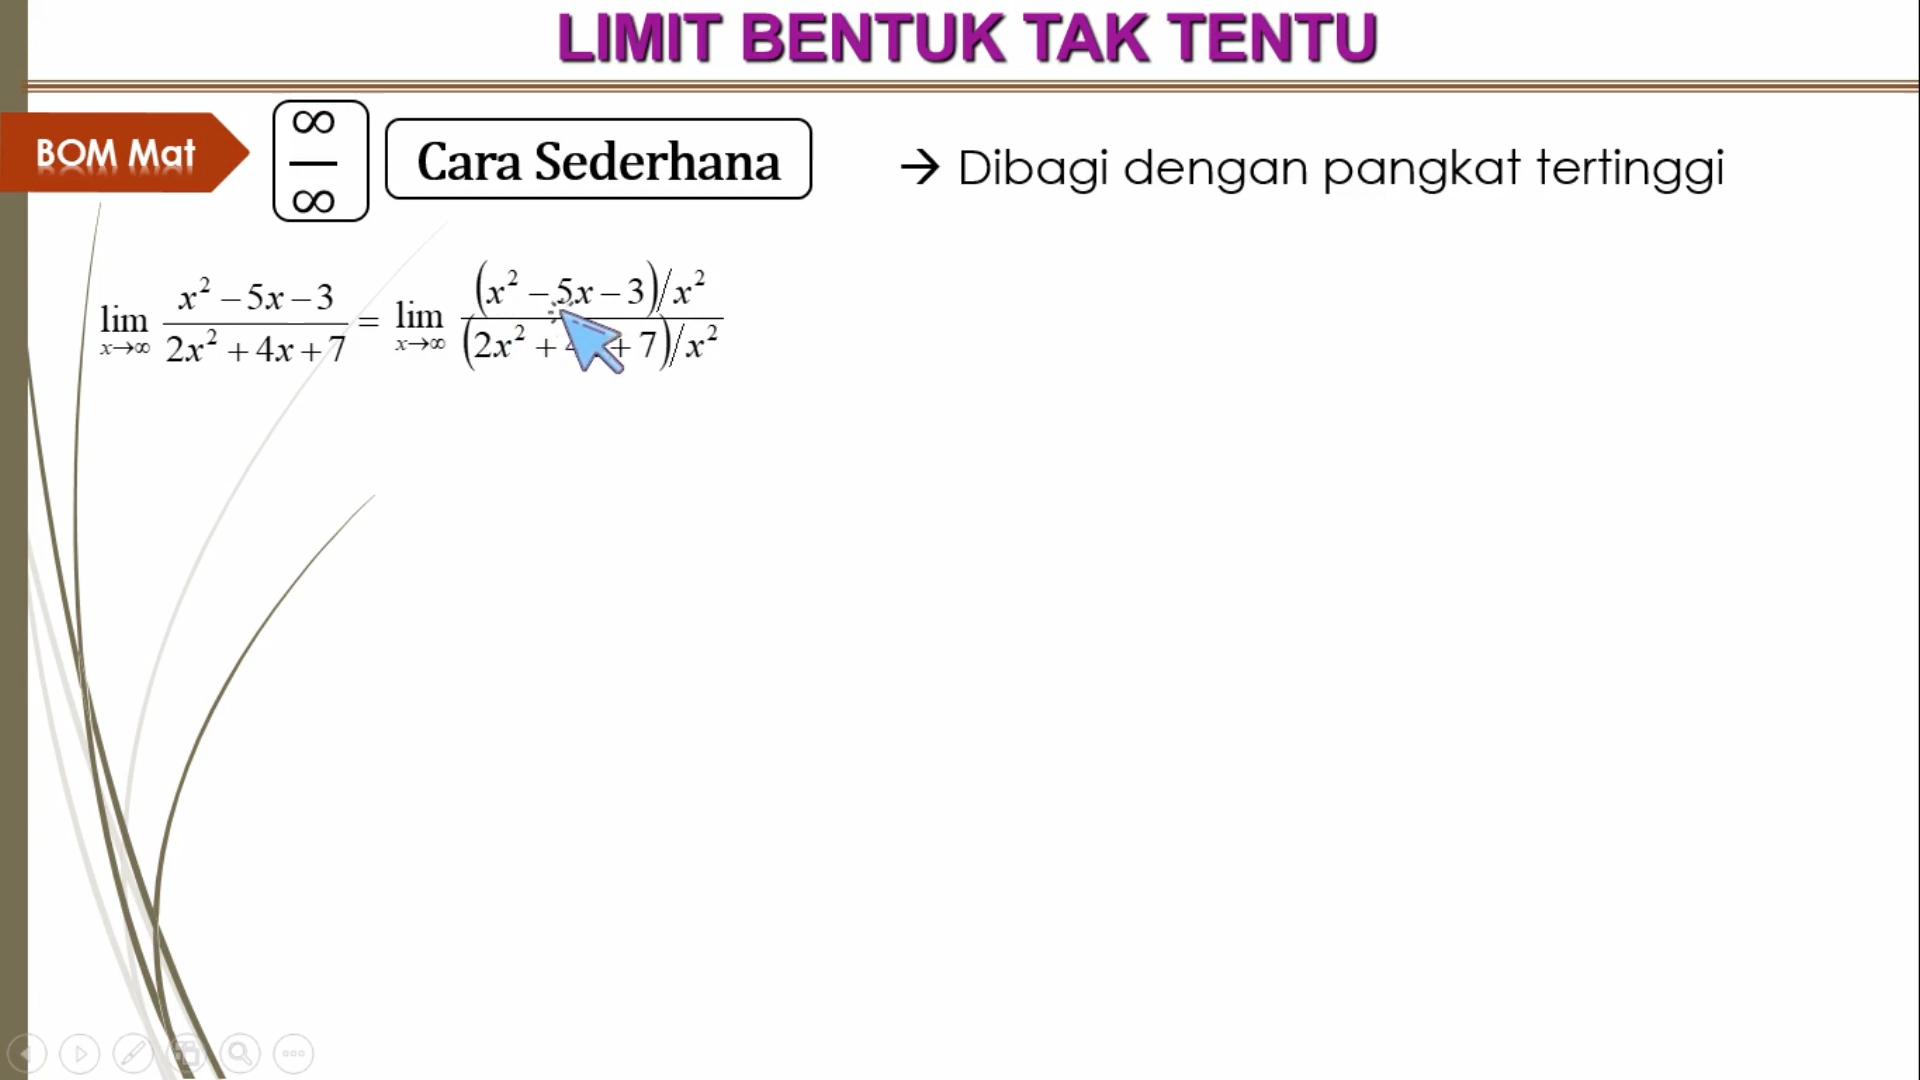 LIMIT BENTUK TAK TENTU
BOM Mat
∞/∞
Cara Sederhana
→ Dibagi dengan pangkat tertinggi
lim x→∞ (x² − 5x − 3)/(2x² + 4x + 7) = lim x→∞ ((x² − 5x − 3)/x²)/((2x² + 4 + 7)/x²)